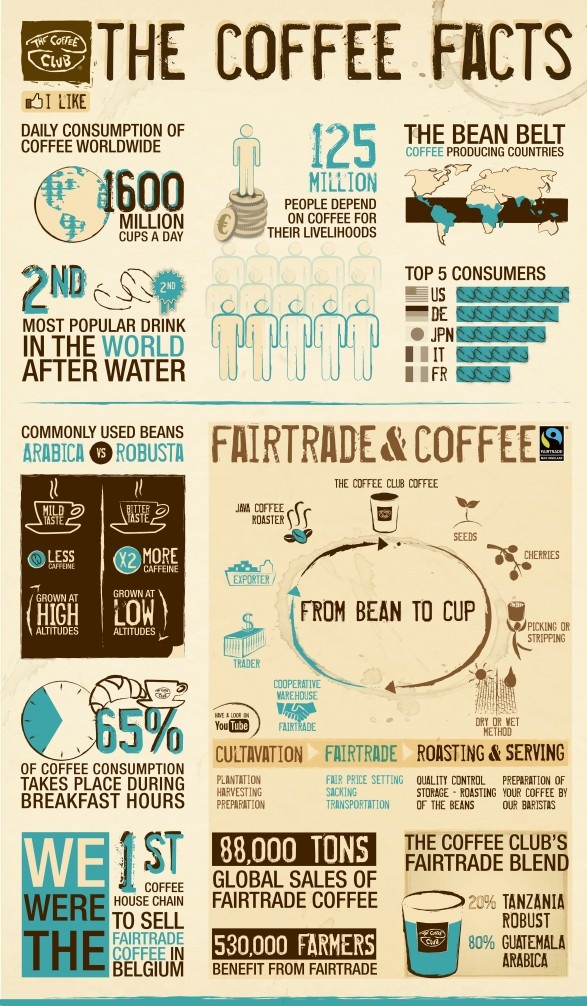 THE COFFEE CLUB
THE COFFEE FACTS
I LIKE
DAILY CONSUMPTION OF
COFFEE WORLDWIDE
1600
MILLION
CUPS A DAY
125
MILLION
PEOPLE DEPEND
ON COFFEE FOR
THEIR LIVELIHOODS
THE BEAN BELT
COFFEE PRODUCING COUNTRIES
2ND
2ND
MOST POPULAR DRINK
IN THE WORLD
AFTER WATER
TOP 5 CONSUMERS
US
DE
JPN
IT
FR
COMMONLY USED BEANS
ARABICA VS ROBUSTA
MILD
TASTE
LESS
CAFFEINE
GROWN AT
HIGH
ALTITUDES
BITTER
TASTE
X2 MORE
CAFFEINE
GROWN AT
LOW
ALTITUDES
65%
OF COFFEE CONSUMPTION
TAKES PLACE DURING
BREAKFAST HOURS
FAIRTRADE & COFFEE
FAIRTRADE
THE COFFEE CLUB COFFEE
SEEDS
CHERRIES
PICKING OR
STRIPPING
DRY OR WET
METHOD
COOPERATIVE
WAREHOUSE
FAIRTRADE
TRADER
EXPORTER
JAVA COFFEE
ROASTER
FROM BEAN TO CUP
HAVE A LOOK ON
YouTube
CULTAVATION
PLANTATION
HARVESTING
PREPARATION
FAIRTRADE
FAIR PRICE SETTING
SACKING
TRANSPORTATION
ROASTING & SERVING
QUALITY CONTROL
STORAGE - ROASTING
OF THE BEANS
PREPARATION OF
YOUR COFFEE BY
OUR BARISTAS
WE
WERE
THE
1ST
COFFEE
HOUSE CHAIN
TO SELL
FAIRTRADE
COFFEE IN
BELGIUM
88,000 TONS
GLOBAL SALES OF
FAIRTRADE COFFEE
530,000 FARMERS
BENEFIT FROM FAIRTRADE
THE COFFEE CLUB'S
FAIRTRADE BLEND
The Coffee
Club
20% TANZANIA
ROBUST
80% GUATEMALA
ARABICA